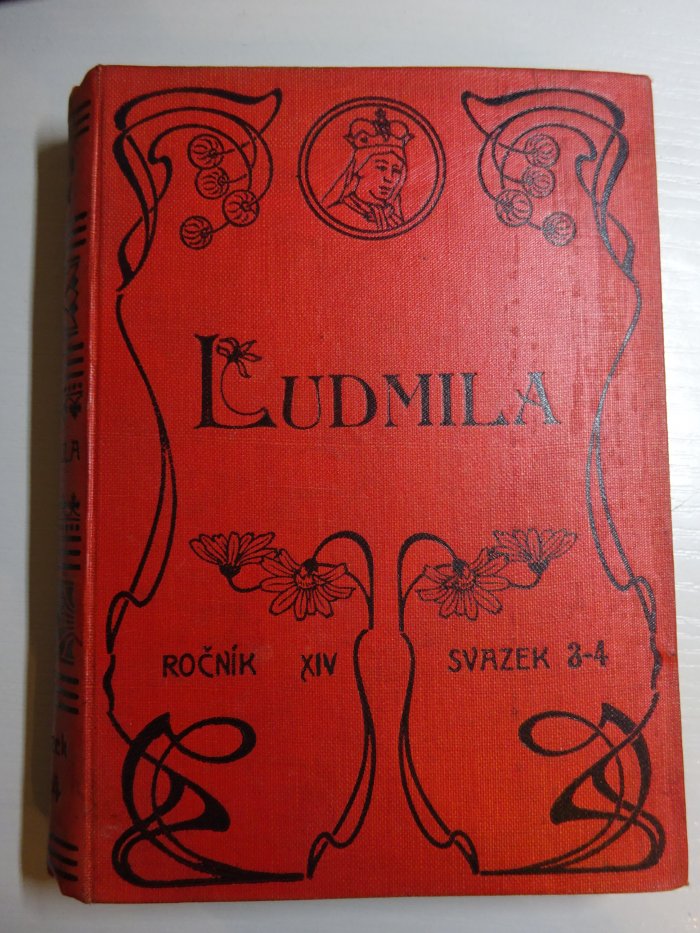 LUDMILA
ROČNÍK XIV
SVAZEK 3-4